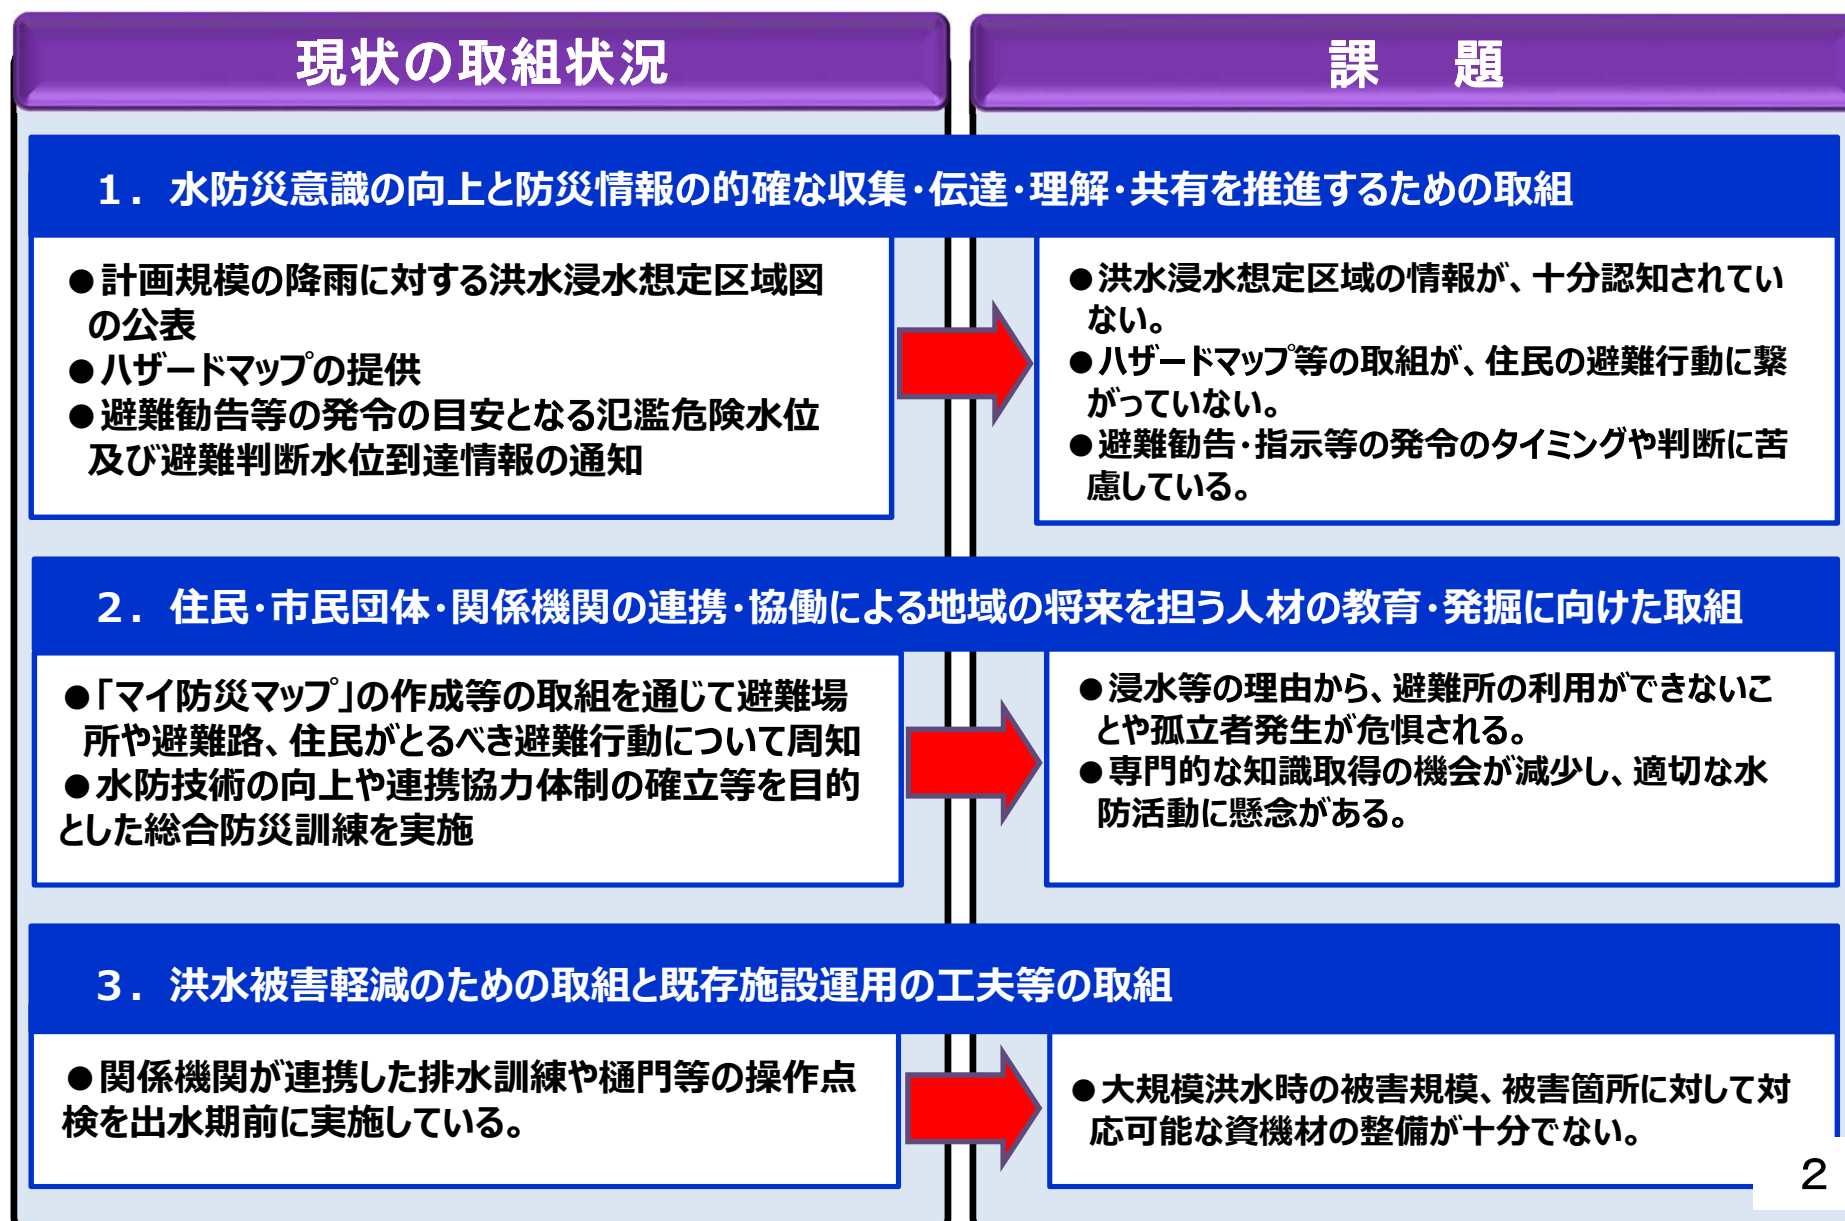 現状の取組状況
課　題
１．水防災意識の向上と防災情報の的確な収集・伝達・理解・共有を推進するための取組
●計画規模の降雨に対する洪水浸水想定区域図
の公表
●ハザードマップの提供
●避難勧告等の発令の目安となる氾濫危険水位
及び避難判断水位到達情報の通知
●洪水浸水想定区域の情報が、十分認知されてい
ない。
●ハザードマップ等の取組が、住民の避難行動に繋
がっていない。
●避難勧告・指示等の発令のタイミングや判断に苦
慮している。
２．住民・市民団体・関係機関の連携・協働による地域の将来を担う人材の教育・発掘に向けた取組
●「マイ防災マップ」の作成等の取組を通じて避難場
所や避難路、住民がとるべき避難行動について周知
●水防技術の向上や連携協力体制の確立等を目的
とした総合防災訓練を実施
●浸水等の理由から、避難所の利用ができないこ
とや孤立者発生が危惧される。
●専門的な知識取得の機会が減少し、適切な水
防活動に懸念がある。
３．洪水被害軽減のための取組と既存施設運用の工夫等の取組
●関係機関が連携した排水訓練や樋門等の操作点
検を出水期前に実施している。
●大規模洪水時の被害規模、被害箇所に対して対
応可能な資機材の整備が十分でない。
2